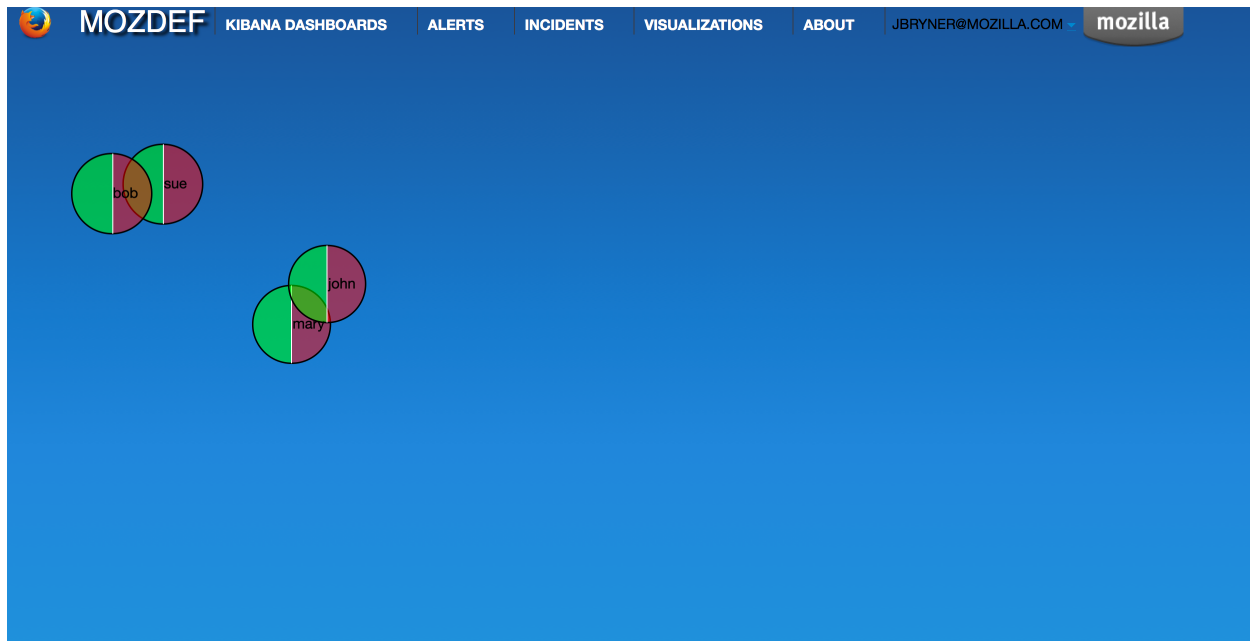 MOZDEF KIBANA DASHBOARDS ALERTS INCIDENTS VISUALIZATIONS ABOUT JBRYNER@MOZILLA.COM mozilla
bob sue
john
mary